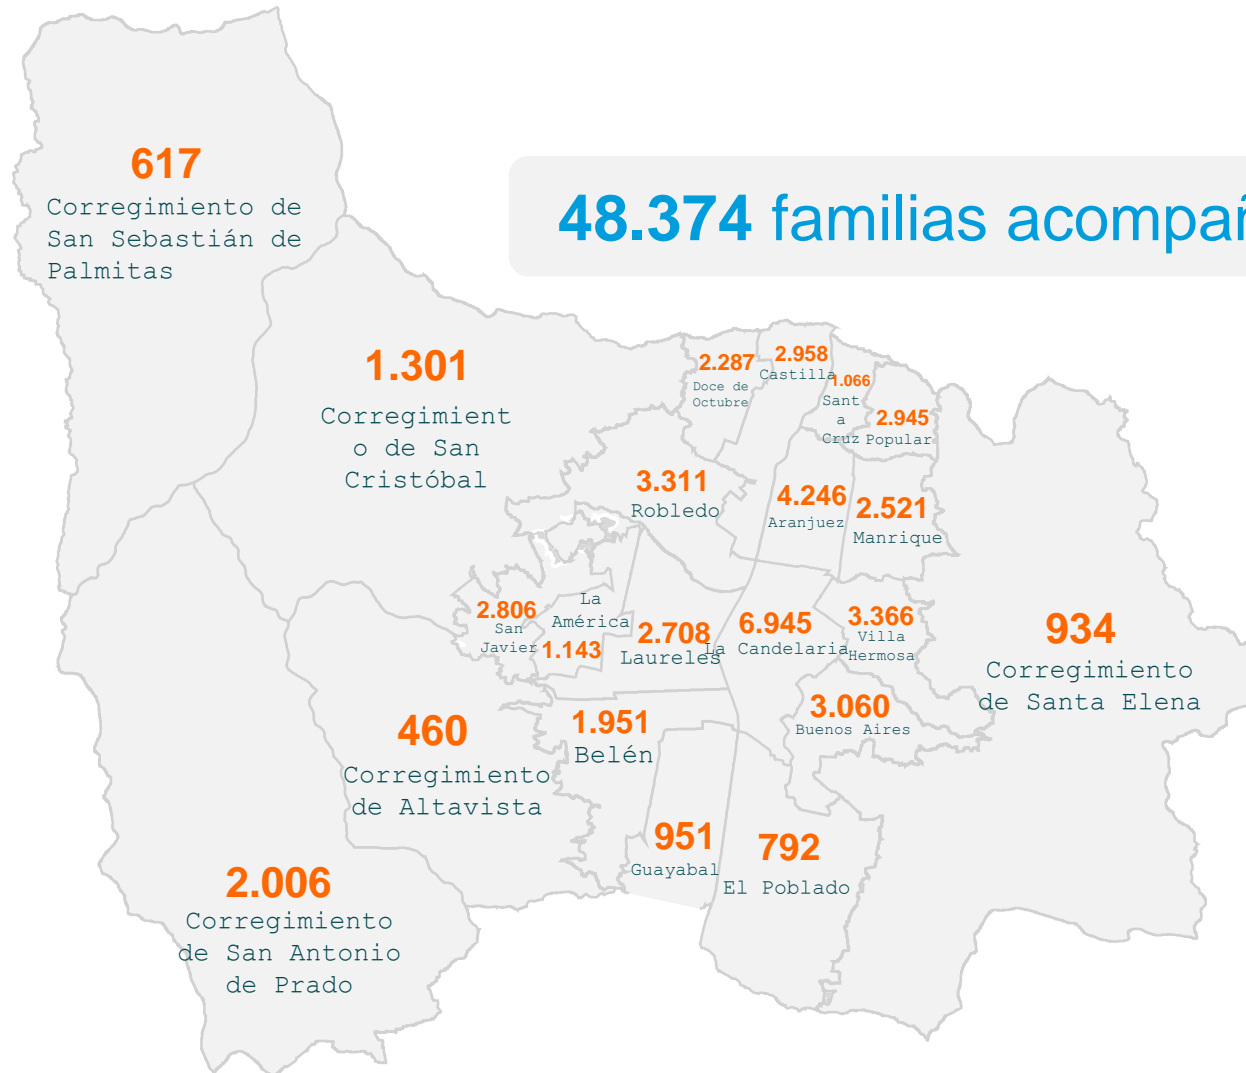 617
Corregimiento de
San Sebastián de
Palmitas
48.374 familias acompañ
1.301
Corregimient
o de San
Cristóbal
2.287
Doce de
Octubre
2.958
Castilla
1.066
Sant
a
Cruz
2.945
Popular
3.311
Robledo
4.246
Aranjuez
2.521
Manrique
2.806
San
Javier
La
América
1.143
2.708
Laureles
6.945
La Candelaria
3.366
Villa
Hermosa
934
Corregimiento
de Santa Elena
460
Corregimiento
de Altavista
1.951
Belén
3.060
Buenos Aires
951
Guayabal
792
El Poblado
2.006
Corregimiento
de San Antonio
de Prado